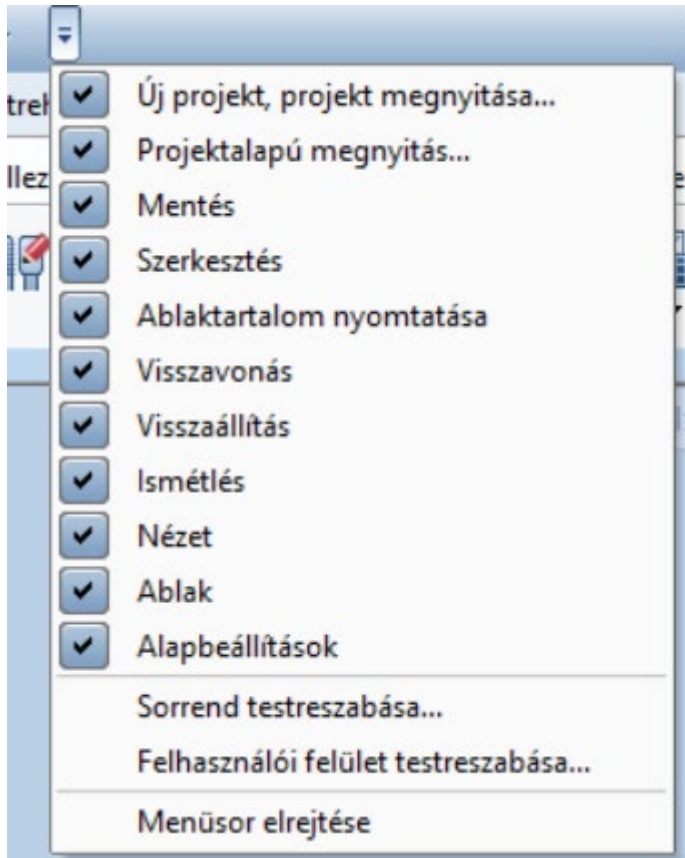 Új projekt, projekt megnyitása...
Projektalapú megnyitás...
Mentés
Szerkesztés
Ablaktartalom nyomtatása
Visszavonás
Visszaállítás
Ismétlés
Nézet
Ablak
Alapbeállítások
Sorrend testreszabása...
Felhasználói felület testreszabása...
Menüsor elrejtése